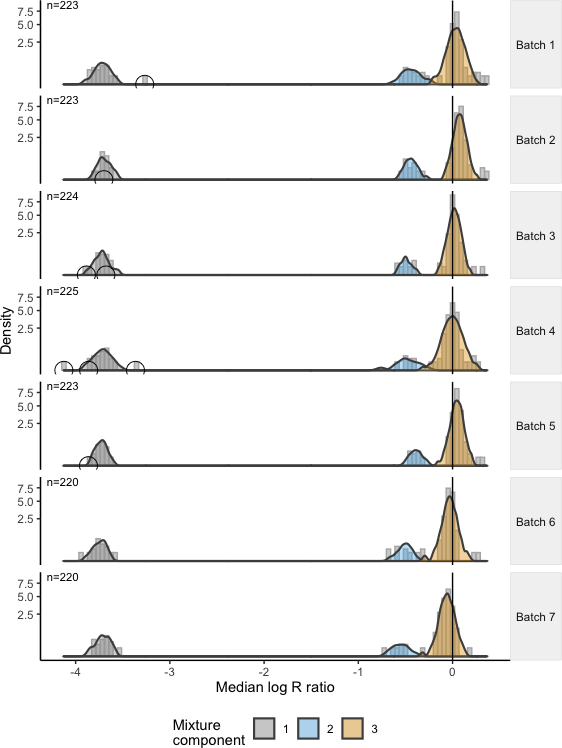 n=223
7.5
5.0
2.5
Batch 1
n=223
7.5
5.0
2.5
Batch 2
n=224
7.5
5.0
2.5
Batch 3
n=225
7.5
5.0
2.5
Batch 4
Density
n=223
7.5
5.0
2.5
Batch 5
n=220
7.5
5.0
2.5
Batch 6
n=220
7.5
5.0
2.5
Batch 7
-4 -3 -2 -1 0
Median log R ratio
Mixture
component
1 2 3